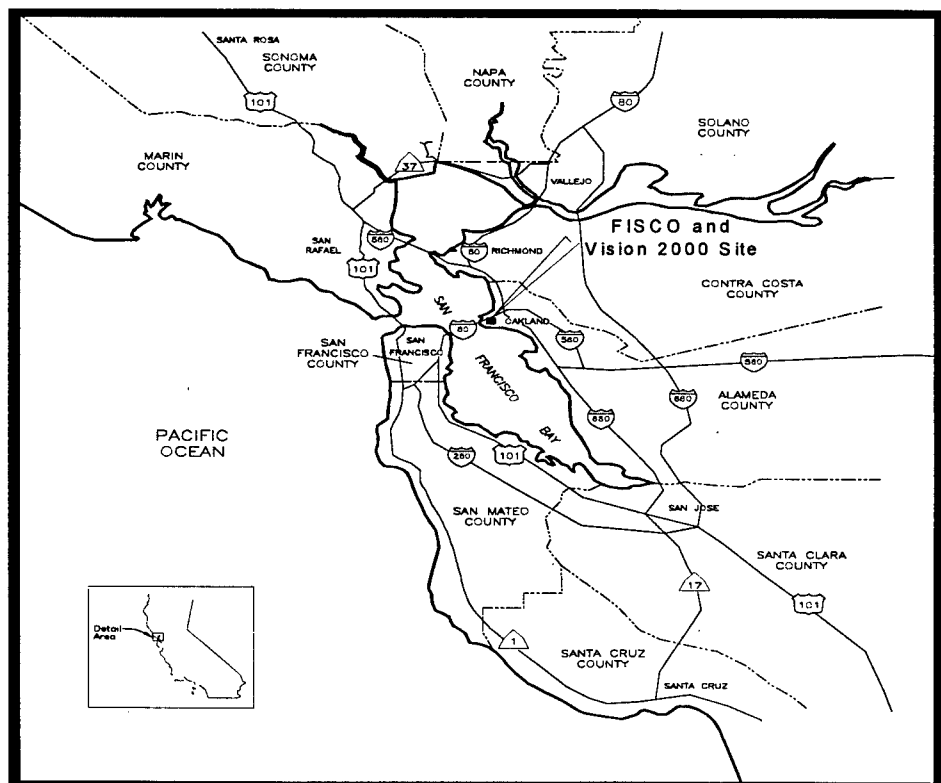 SANTA ROSA
SONOMA
COUNTY
NAPA
COUNTY
101
80
SOLANO
COUNTY
MARIN
COUNTY
37
VALLEJO
FISCO and
Vision 2000 Site
SAN
RAFAEL
580
80
RICHMOND
101
CONTRA COSTA
COUNTY
SAN
FRANCISCO
BAY
80
OAKLAND
SAN
FRANCISCO
COUNTY
SAN
FRANCISCO
580
580
ALAMEDA
COUNTY
680
880
PACIFIC
OCEAN
280
101
SAN MATEO
COUNTY
SAN JOSE
SANTA CLARA
COUNTY
17
101
Detail
Area
1
SANTA CRUZ
COUNTY
SANTA CRUZ